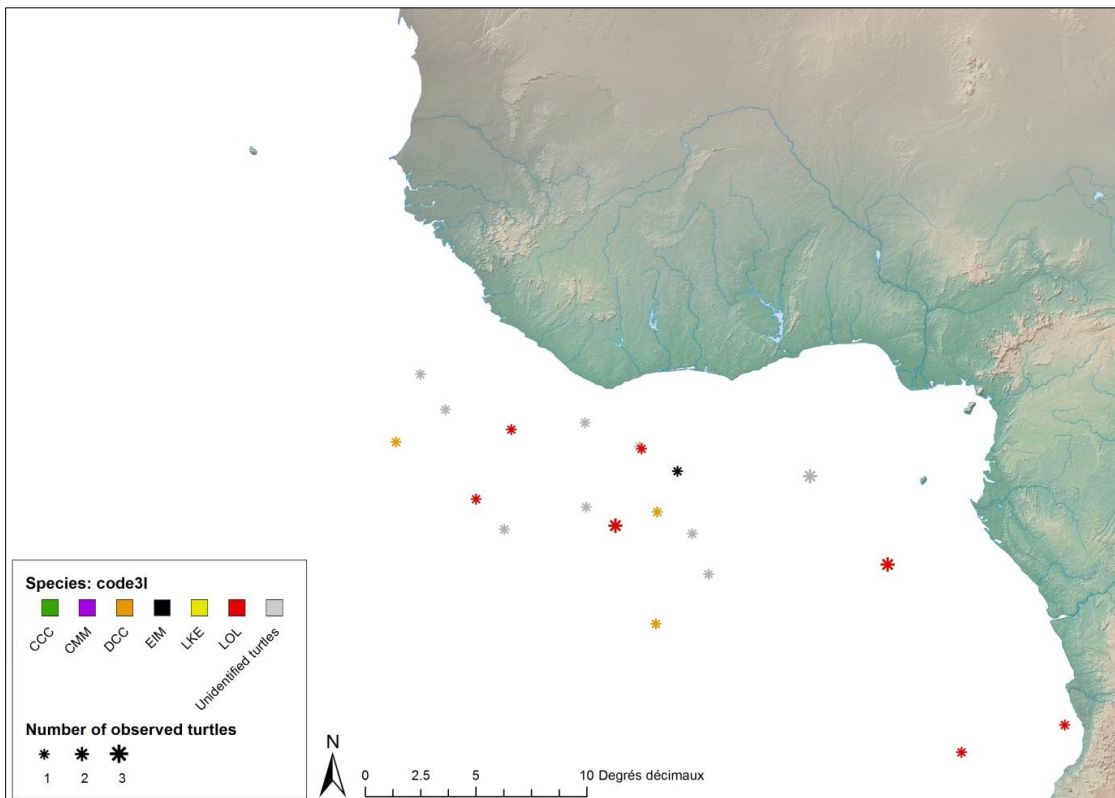 Species: code3l
CCC CMM DCC EIM LKE LOL Unidentified turtles
Number of observed turtles
1 2 3
N
0 2.5 5 10 Degrés décimaux